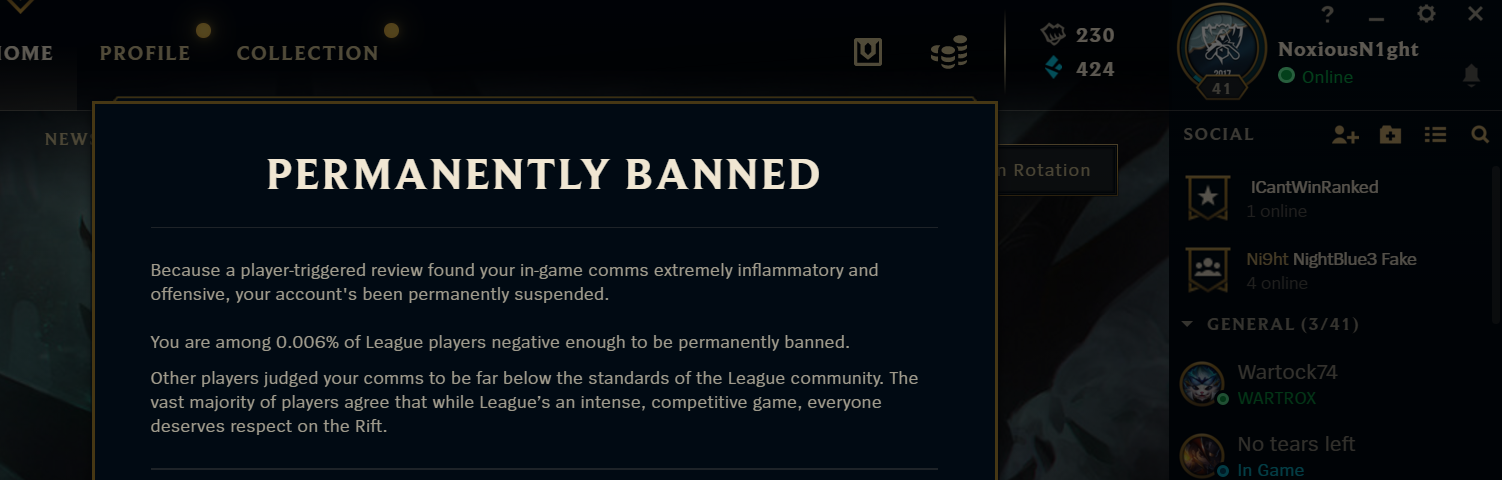 HOME
PROFILE
COLLECTION
230
424
2017
41
NoxiousN1ght
Online
NEWS
PERMANENTLY BANNED
Because a player-triggered review found your in-game comms extremely inflammatory and
offensive, your account's been permanently suspended.
You are among 0.006% of League players negative enough to be permanently banned.
Other players judged your comms to be far below the standards of the League community. The
vast majority of players agree that while League's an intense, competitive game, everyone
deserves respect on the Rift.
n Rotation
SOCIAL
ICantWinRanked
1 online
Ni9ht NightBlue3 Fake
4 online
GENERAL (3/41)
Wartock74
WARTROX
No tears left
In Game